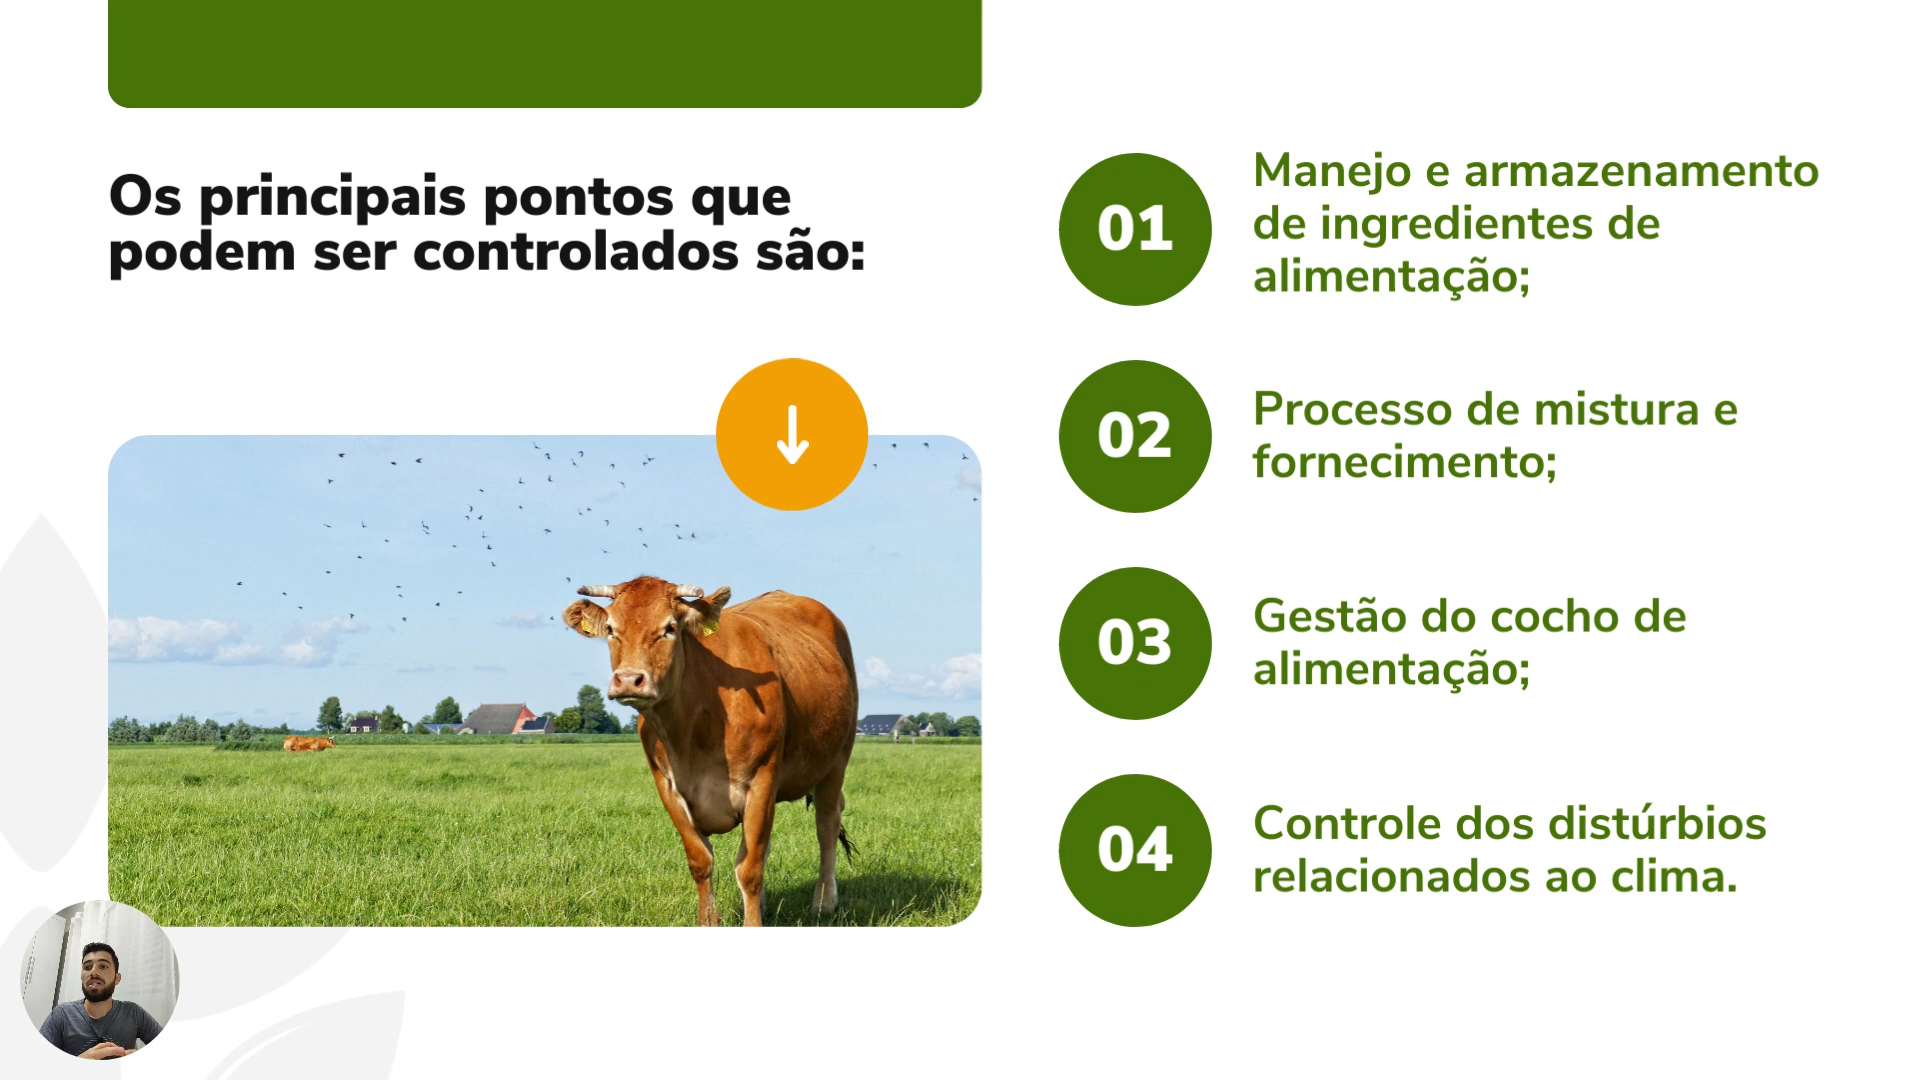 Os principais pontos que
podem ser controlados são:
01
Manejo e armazenamento
de ingredientes de
alimentação;
02
Processo de mistura e
fornecimento;
03
Gestão do cocho de
alimentação;
04
Controle dos distúrbios
relacionados ao clima.